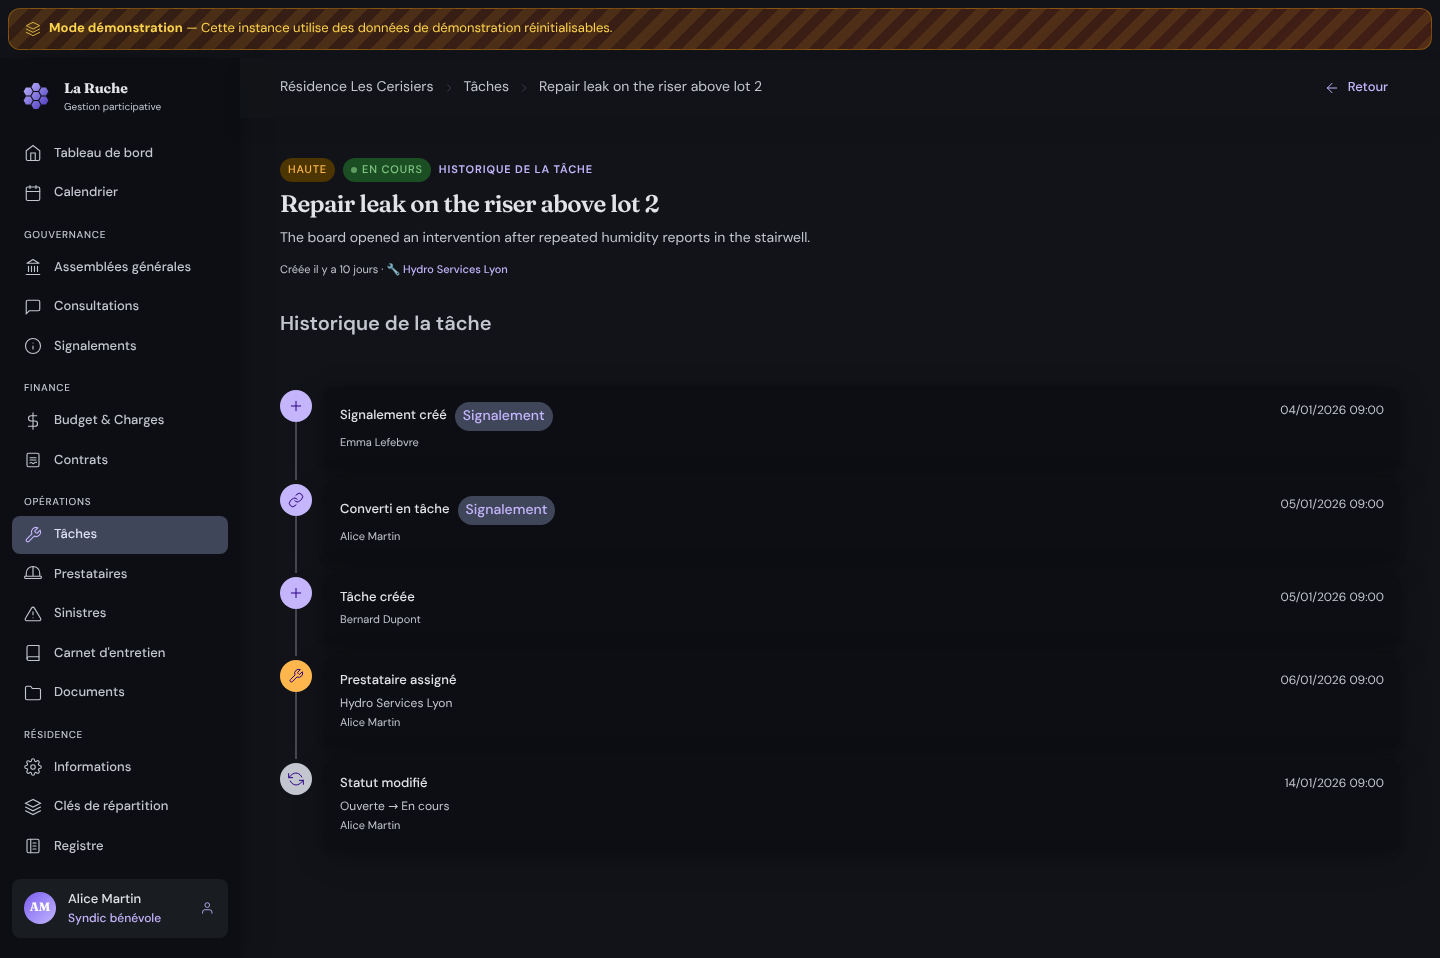 Mode démonstration — Cette instance utilise des données de démonstration réinitialisables.
La Ruche
Gestion participative
Tableau de bord
Calendrier
GOUVERNANCE
Assemblées générales
Consultations
Signalements
FINANCE
Budget & Charges
Contrats
OPÉRATIONS
Tâches
Prestataires
Sinistres
Carnet d'entretien
Documents
RÉSIDENCE
Informations
Clés de répartition
Registre
AM
Alice Martin
Syndic bénévole
Résidence Les Cerisiers > Tâches > Repair leak on the riser above lot 2
← Retour
HAUTE EN COURS HISTORIQUE DE LA TÂCHE
Repair leak on the riser above lot 2
The board opened an intervention after repeated humidity reports in the stairwell.
Créée il y a 10 jours · 🔧 Hydro Services Lyon
Historique de la tâche
Signalement créé Signalement 04/01/2026 09:00
Emma Lefebvre
Converti en tâche Signalement 05/01/2026 09:00
Alice Martin
Tâche créée 05/01/2026 09:00
Bernard Dupont
Prestataire assigné 06/01/2026 09:00
Hydro Services Lyon
Alice Martin
Statut modifié 14/01/2026 09:00
Ouverte → En cours
Alice Martin